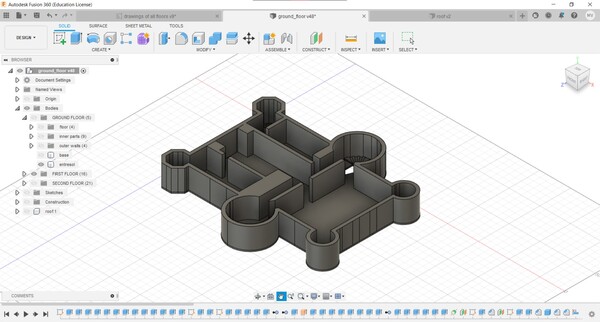 Autodesk Fusion 360 (Education License)
drawings of all floors v8*
ground_floor v48*
roof v2
SOLID SURFACE SHEET METAL TOOLS
DESIGN
CREATE MODIFY ASSEMBLE CONSTRUCT INSPECT INSERT SELECT
BROWSER
ground_floor v48
Document Settings
Named Views
Origin
Bodies
GROUND FLOOR (5)
floor (4)
inner parts (9)
outer walls (4)
base
entresol
FIRST FLOOR (16)
SECOND FLOOR (21)
Sketches
Construction
COMMENTS